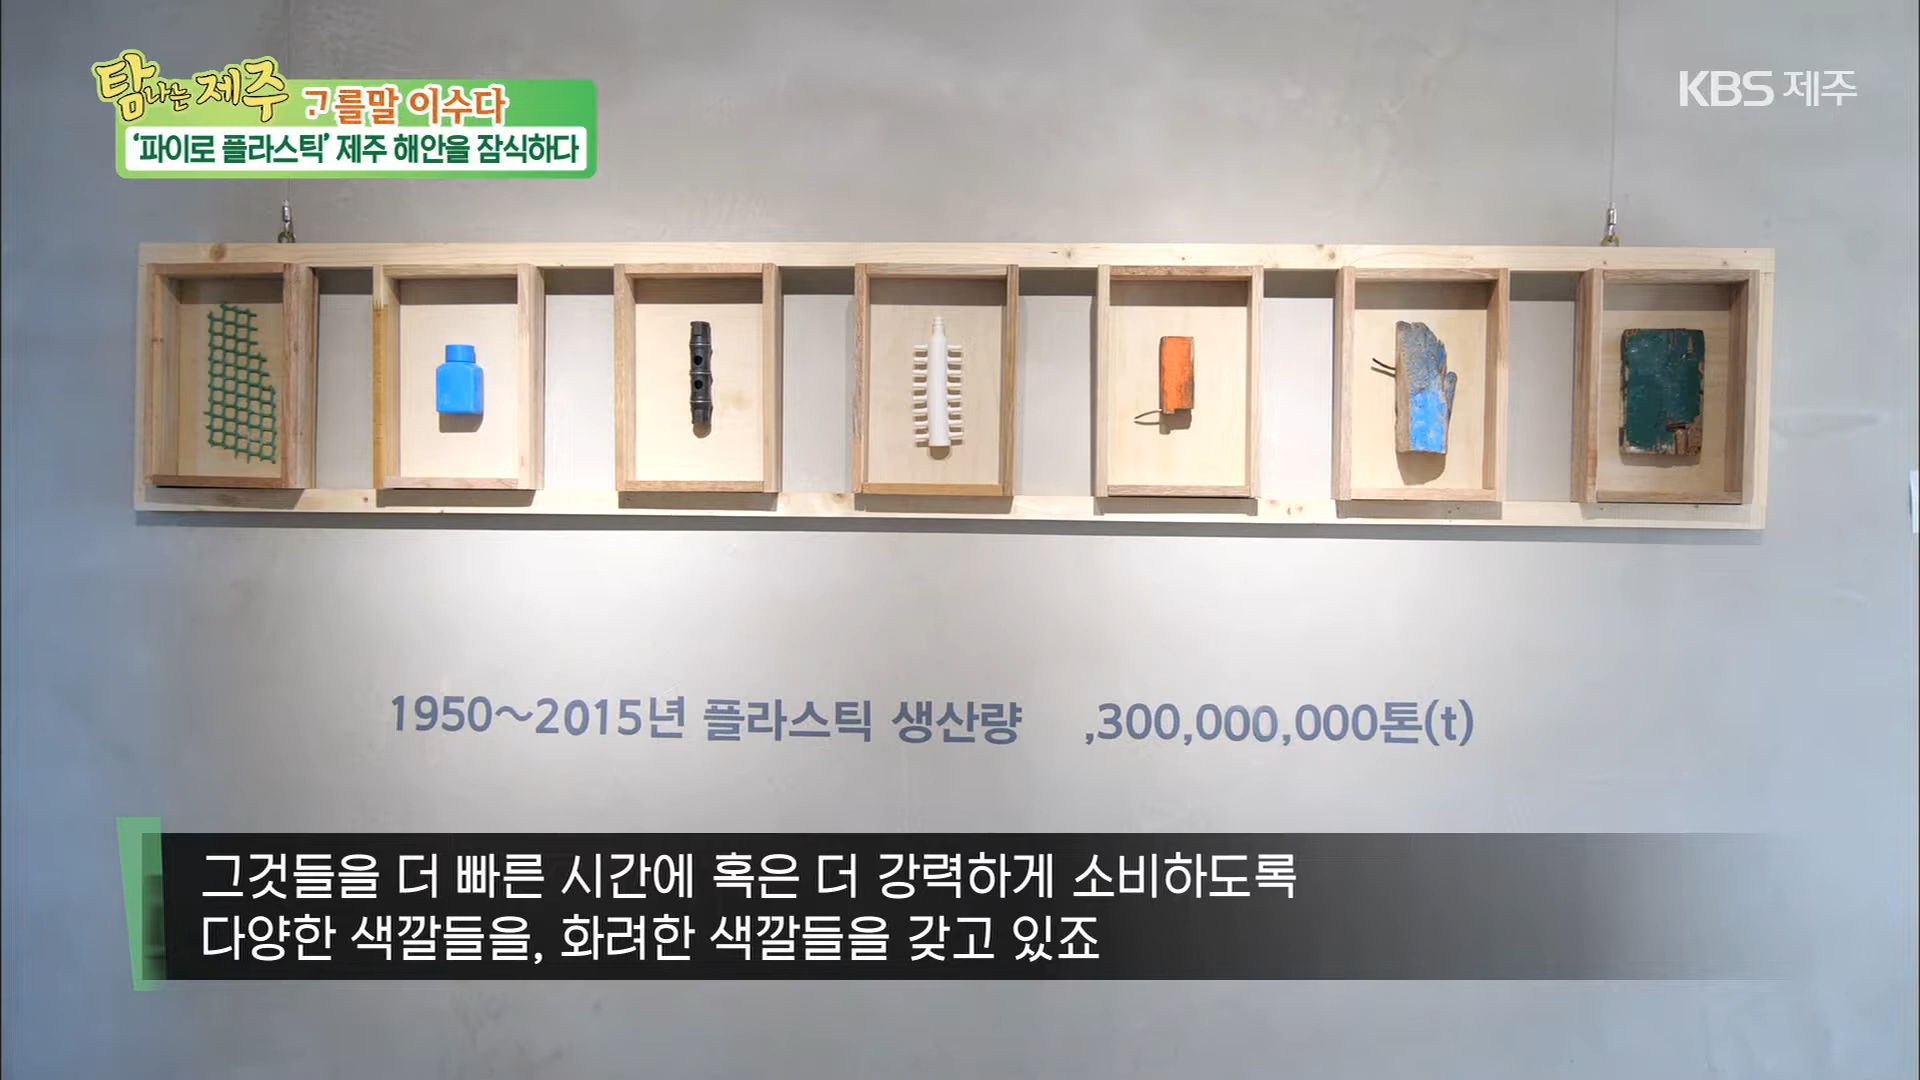 탐나는 제주
ᄀᆞ를말 이수다
‘파이로 플라스틱’ 제주 해안을 잠식하다
KBS 제주
1950~2015년 플라스틱 생산량 ,300,000,000톤(t)
그것들을 더 빠른 시간에 혹은 더 강력하게 소비하도록
다양한 색깔들을, 화려한 색깔들을 갖고 있죠